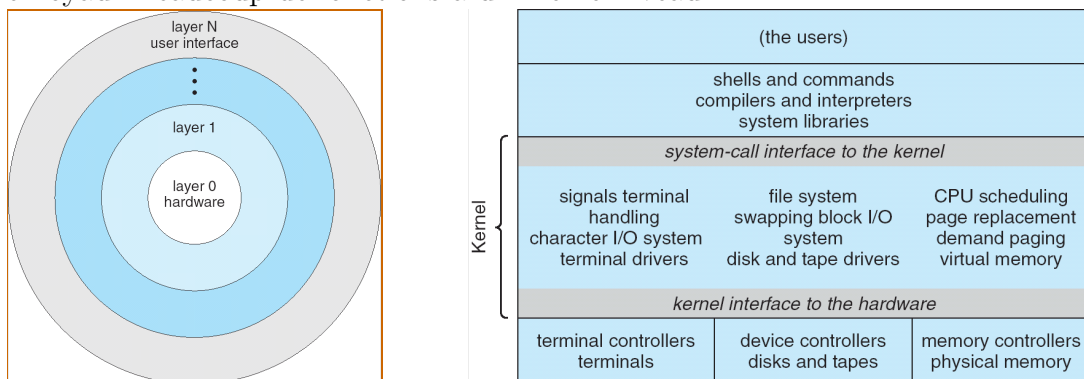 layer N
user interface
layer 1
layer 0
hardware
(the users)
shells and commands
compilers and interpreters
system libraries
system-call interface to the kernel
Kernel
signals terminal
handling
character I/O system
terminal drivers
file system
swapping block I/O
system
disk and tape drivers
CPU scheduling
page replacement
demand paging
virtual memory
kernel interface to the hardware
terminal controllers
terminals
device controllers
disks and tapes
memory controllers
physical memory